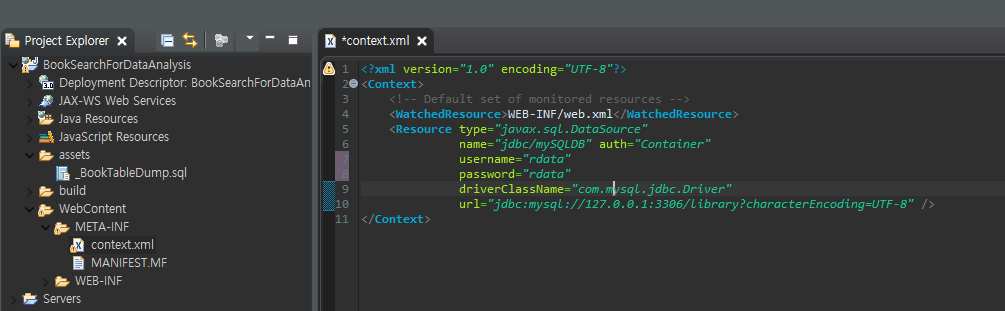 Project Explorer
BookSearchForDataAnalysis
Deployment Descriptor: BookSearchForDataAn
JAX-WS Web Services
Java Resources
JavaScript Resources
assets
_BookTableDump.sql
build
WebContent
META-INF
context.xml
MANIFEST.MF
WEB-INF
Servers
*context.xml
1 <?xml version="1.0" encoding="UTF-8"?>
2 <Context>
3 <!-- Default set of monitored resources -->
4 <WatchedResource>WEB-INF/web.xml</WatchedResource>
5 <Resource type="javax.sql.DataSource"
6 name="jdbc/mySQLDB" auth="Container"
7 username="rdata"
8 password="rdata"
9 driverClassName="com.mysql.jdbc.Driver"
10 url="jdbc:mysql://127.0.0.1:3306/library?characterEncoding=UTF-8" />
11 </Context>